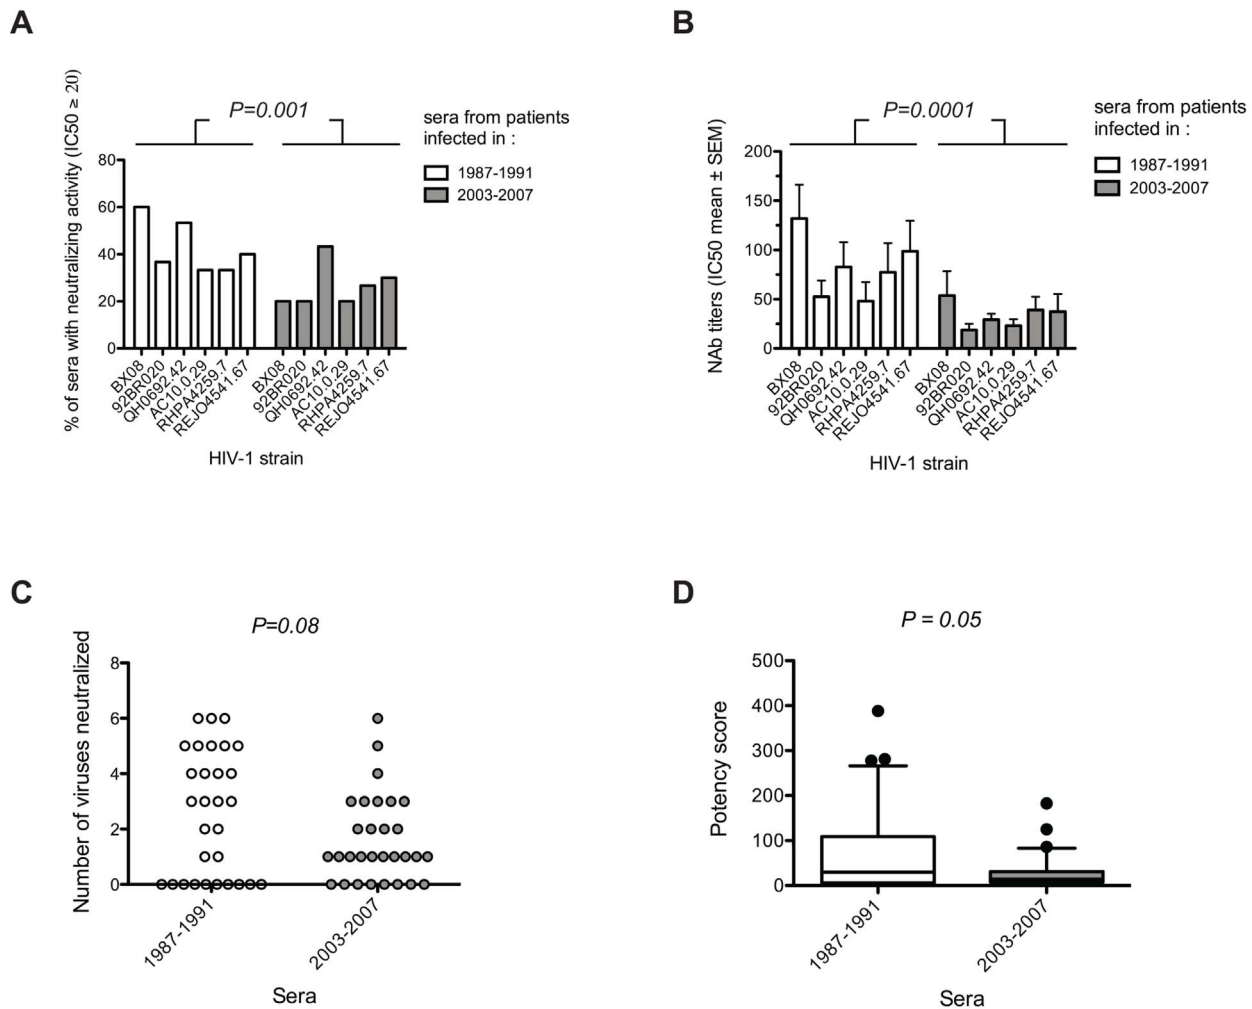 A
% of sera with neutralizing activity (IC50 ≥ 20)
P=0.001
sera from patients
infected in :
1987-1991
2003-2007
80
60
40
20
0
BX08
92BR020
QH0692.42
AC10.0.29
RHPA4259.7
REJO4541.67
BX08
92BR020
QH0692.42
AC10.0.29
RHPA4259.7
REJO4541.67
HIV-1 strain
B
NAb titers (IC50 mean ± SEM)
P=0.0001
sera from patients
infected in :
1987-1991
2003-2007
200
150
100
50
0
BX08
92BR020
QH0692.42
AC10.0.29
RHPA4259.7
REJO4541.67
BX08
92BR020
QH0692.42
AC10.0.29
RHPA4259.7
REJO4541.67
HIV-1 strain
C
P=0.08
Number of viruses neutralized
8
6
4
2
0
1987-1991
2003-2007
Sera
D
P = 0.05
Potency score
500
400
300
200
100
0
1987-1991
2003-2007
Sera